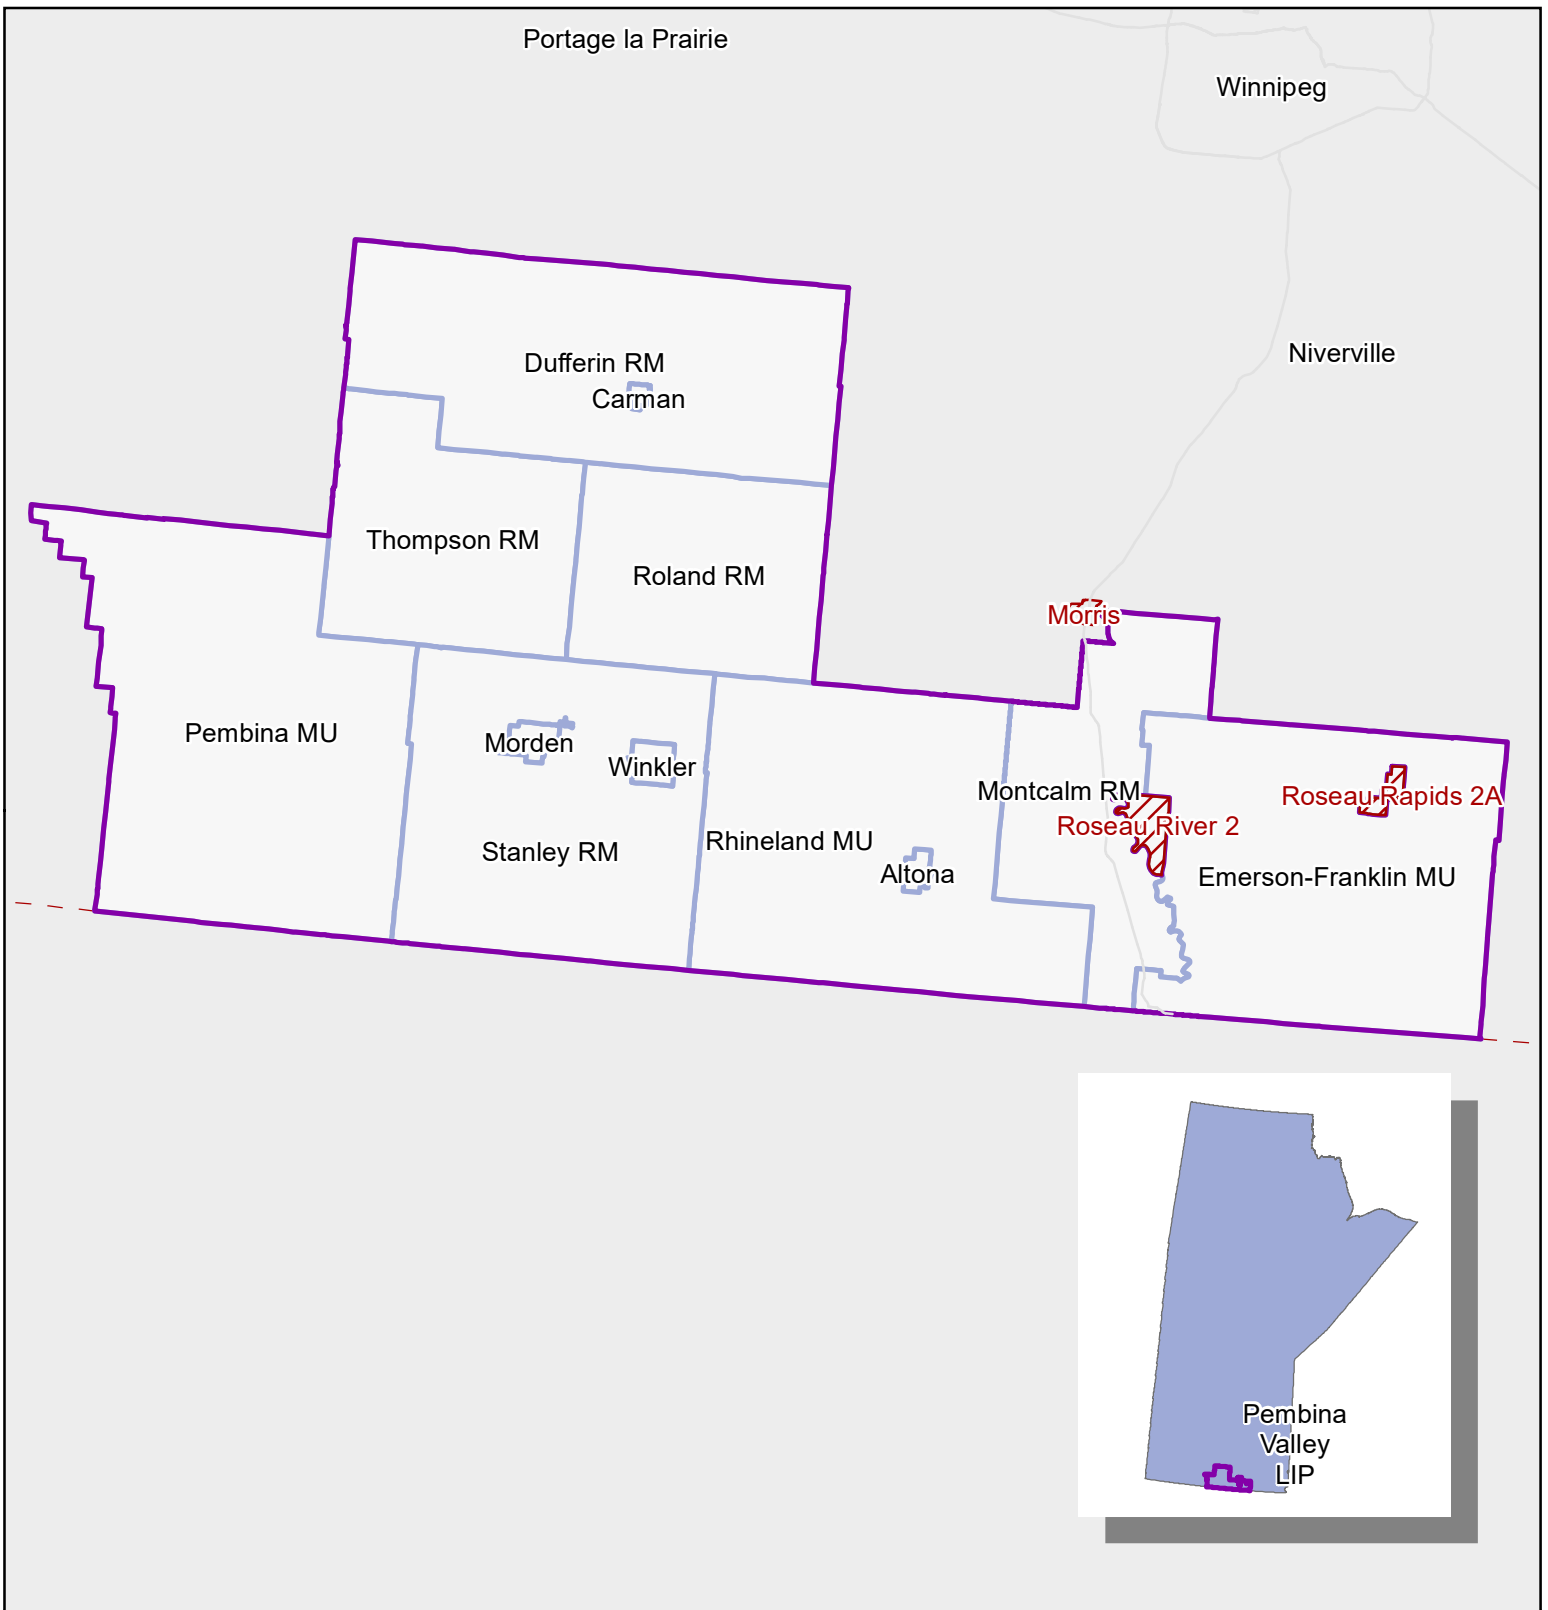 Portage la Prairie
Winnipeg
Niverville
Dufferin RM
Carman
Thompson RM
Roland RM
Morris
Pembina MU
Morden
Winkler
Montcalm RM
Roseau Rapids 2A
Roseau River 2
Rhineland MU
Stanley RM
Altona
Emerson-Franklin MU
Pembina
Valley
LIP